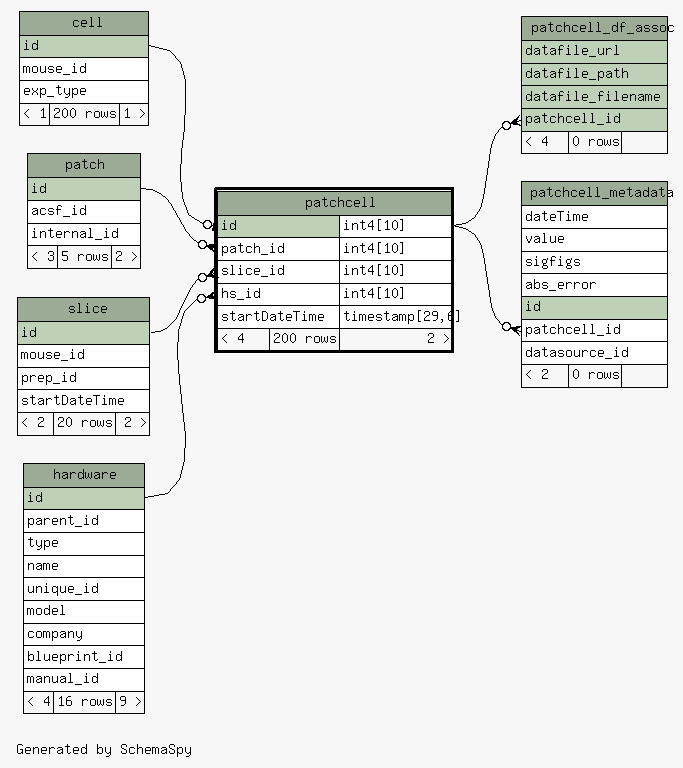 cell
id
mouse_id
exp_type
< 1 200 rows 1 >
patch
id
acsf_id
internal_id
< 3 5 rows 2 >
slice
id
mouse_id
prep_id
startDateTime
< 2 20 rows 2 >
hardware
id
parent_id
type
name
unique_id
model
company
blueprint_id
manual_id
< 4 16 rows 9 >
patchcell
id int4[10]
patch_id int4[10]
slice_id int4[10]
hs_id int4[10]
startDateTime timestamp[29,6]
< 4 200 rows 2 >
patchcell_df_assoc
datafile_url
datafile_path
datafile_filename
patchcell_id
< 4 0 rows
patchcell_metadata
dateTime
value
sigfigs
abs_error
id
patchcell_id
datasource_id
< 2 0 rows
Generated by SchemaSpy